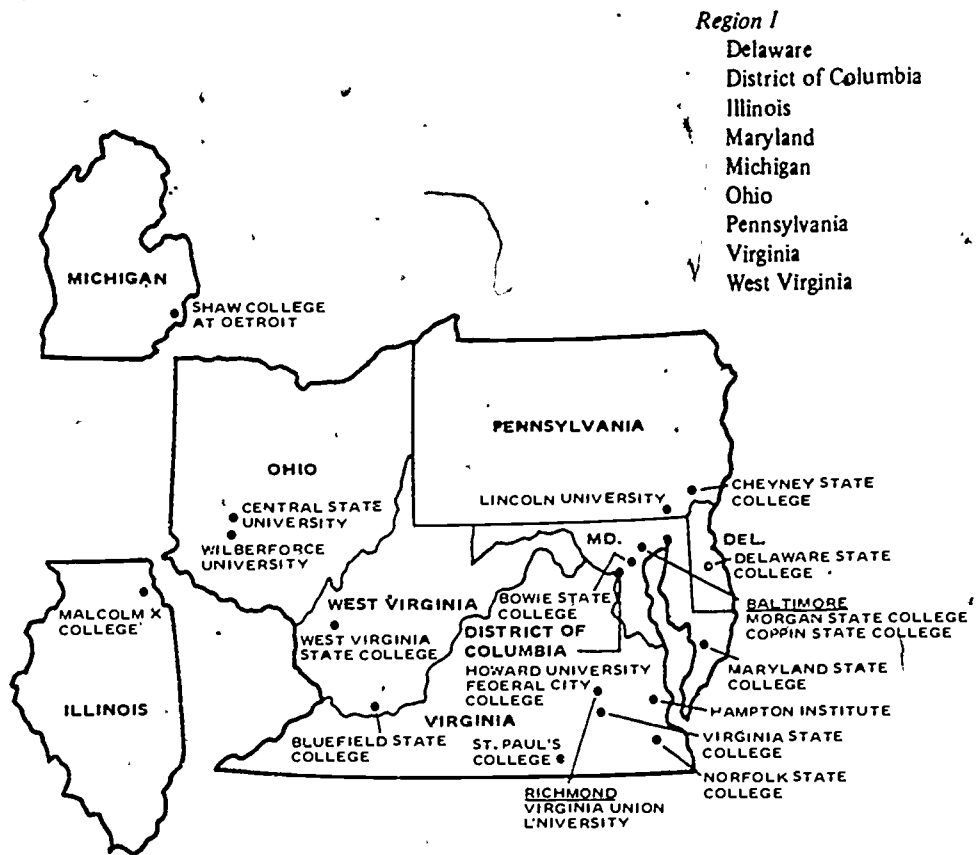 Region I
Delaware
District of Columbia
Illinois
Maryland
Michigan
Ohio
Pennsylvania
Virginia
West Virginia
MICHIGAN
SHAW COLLEGE
AT OETROIT
PENNSYLVANIA
OHIO
CHEYNEY STATE
COLLEGE
LINCOLN UNIVERSITY
CENTRAL STATE
UNIVERSITY
WILBERFORCE
UNIVERSITY
MD.
DEL.
DELAWARE STATE
COLLEGE
MALCOLM X
COLLEGE
BOWIE STATE
COLLEGE
BALTIMORE
MORGAN STATE COLLEGE
COPPIN STATE COLLEGE
WEST VIRGINIA
WEST VIRGINIA
STATE COLLEGE
DISTRICT OF
COLUMBIA
HOWARD UNIVERSITY
FEDERAL CITY
COLLEGE
MARYLAND STATE
COLLEGE
ILLINOIS
HAMPTON INSTITUTE
VIRGINIA
BLUEFIELD STATE
COLLEGE
ST. PAUL'S
COLLEGE
VIRGINIA STATE
COLLEGE
NORFOLK STATE
COLLEGE
RICHMOND
VIRGINIA UNION
UNIVERSITY